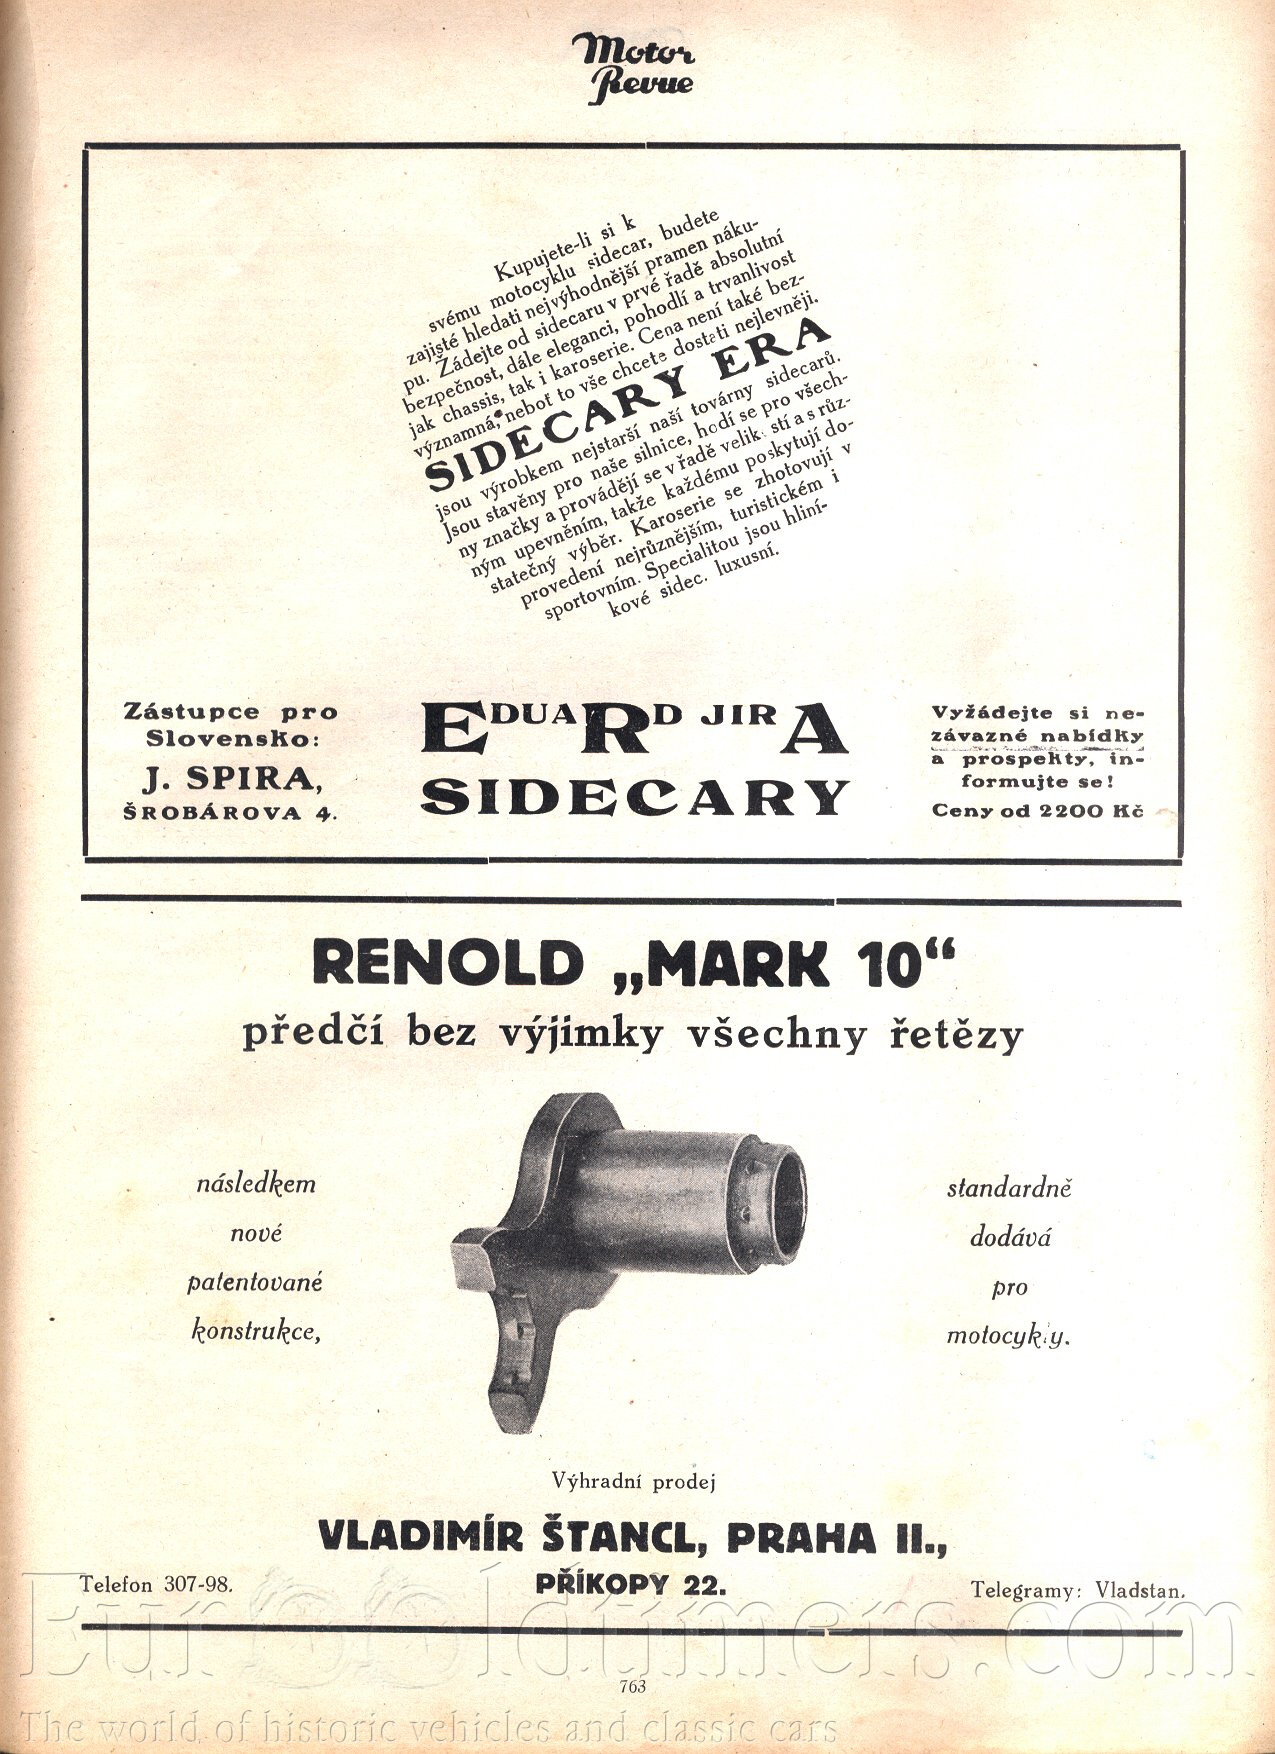 Motor
Revue
Kupujete-li si k
svému motocyklu sidecar, budete
zajisté hledati nejvýhodnější pramen náku-
pu. Žádejte od sidecaru v prvé řadě absolutní
bezpečnost, dále eleganci, pohodlí a trvanlivost
jak chassis, tak i karoserie. Cena není také bez-
významná, neboť to vše chcete dostati nejlevněji.
SIDECARY ERA
jsou výrobkem nejstarší naší továrny sidecarů.
Jsou stavěny pro naše silnice, hodí se pro všech-
ny značky a provádějí se v řadě velik stí a s růz-
ným upevněním, takže každému poskytují do-
statečný výběr. Karoserie se zhotovují v
provedení nejrůznějším, turistickém i
sportovním. Specialitou jsou hliní-
kové sidec. luxusní.
Zástupce pro
Slovensko:
J. SPIRA,
ŠROBÁROVA 4.
EDUARD JIRA
SIDECARY
Vyžádejte si ne-
závazné nabídky
a prospekty, in-
formujte se!
Ceny od 2200 Kč
RENOLD „MARK 10“
předčí bez výjimky všechny řetězy
následkem
nové
patentované
konstrukce,
standardně
dodává
pro
motocykly.
Výhradní prodej
VLADIMÍR ŠTANCL, PRAHA II.,
PŘÍKOPY 22.
Telefon 307-98.
Telegramy: Vladstan.
Eurooldtimers.com
763
The world of historic vehicles and classic cars